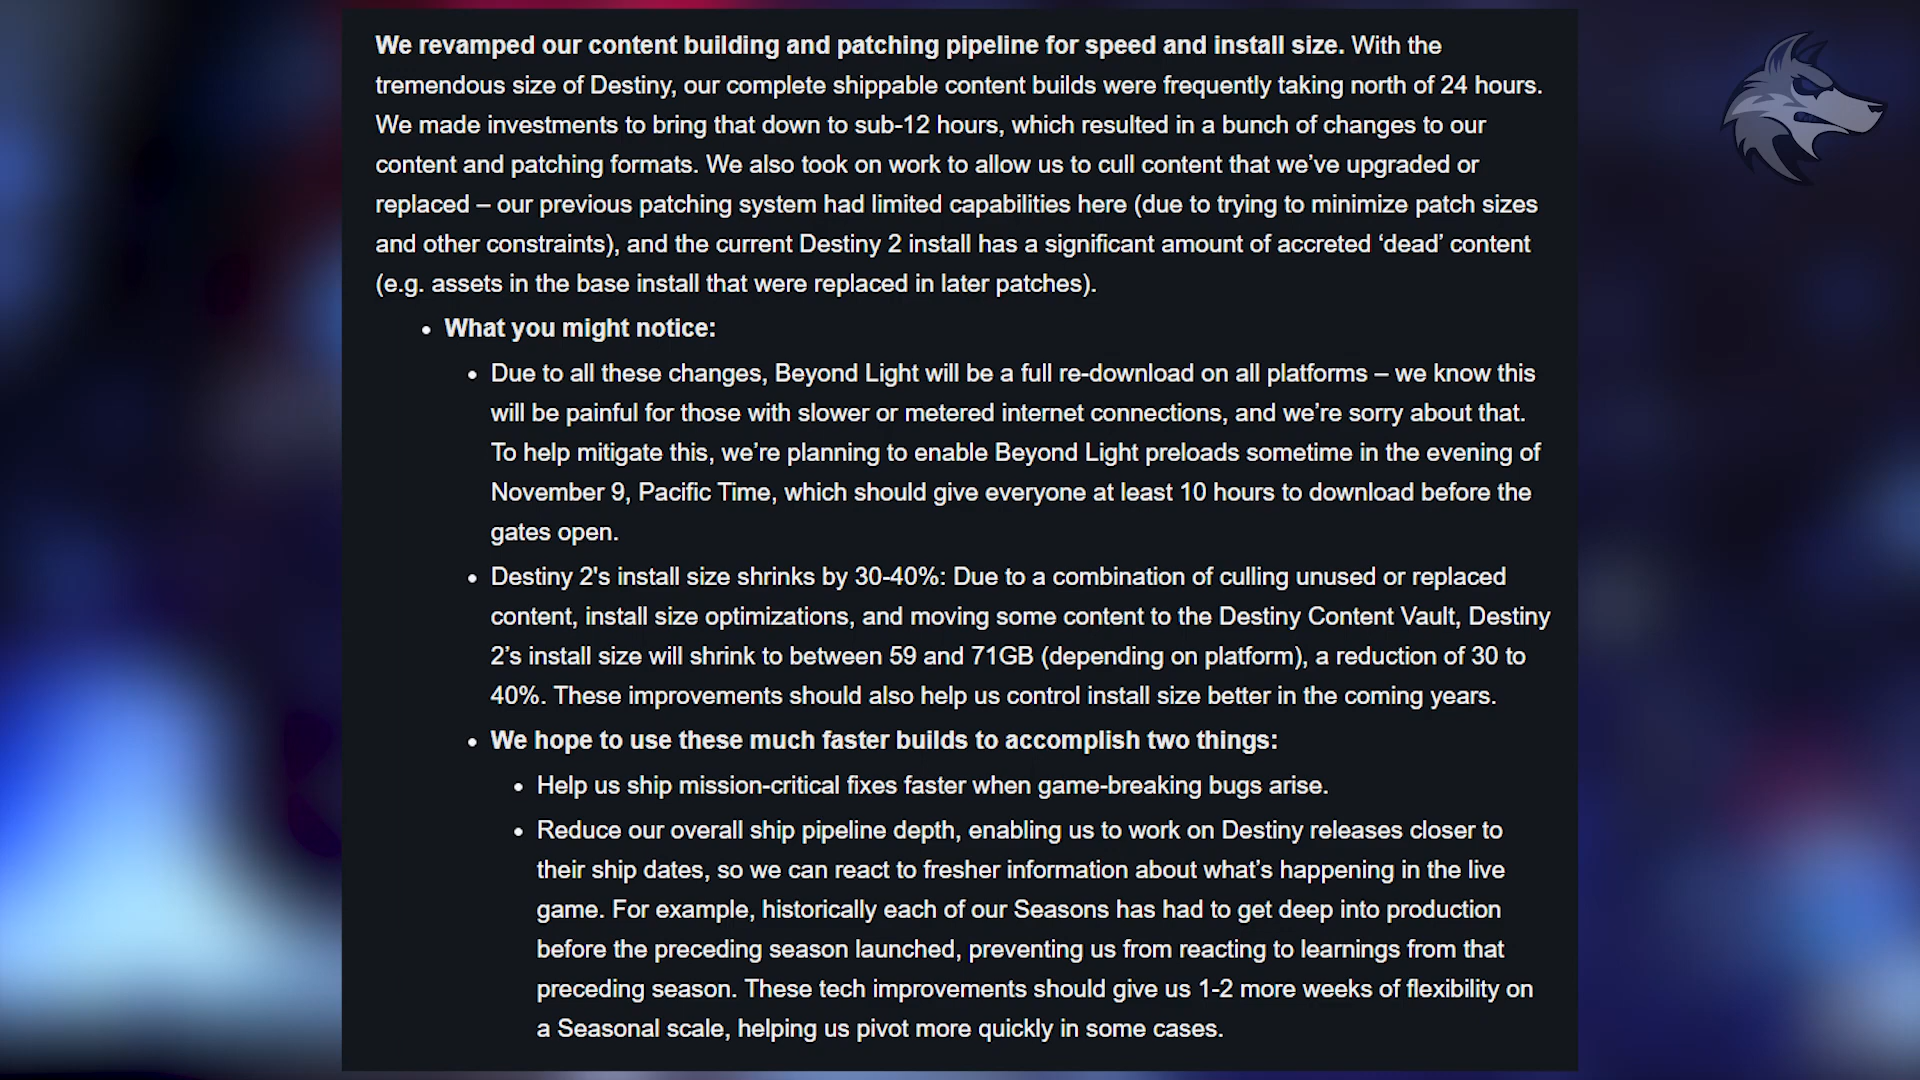 We revamped our content building and patching pipeline for speed and install size. With the
tremendous size of Destiny, our complete shippable content builds were frequently taking north of 24 hours.
We made investments to bring that down to sub-12 hours, which resulted in a bunch of changes to our
content and patching formats. We also took on work to allow us to cull content that we’ve upgraded or
replaced – our previous patching system had limited capabilities here (due to trying to minimize patch sizes
and other constraints), and the current Destiny 2 install has a significant amount of accreted ‘dead’ content
(e.g. assets in the base install that were replaced in later patches).
• What you might notice:
• Due to all these changes, Beyond Light will be a full re-download on all platforms – we know this
will be painful for those with slower or metered internet connections, and we’re sorry about that.
To help mitigate this, we’re planning to enable Beyond Light preloads sometime in the evening of
November 9, Pacific Time, which should give everyone at least 10 hours to download before the
gates open.
• Destiny 2's install size shrinks by 30-40%: Due to a combination of culling unused or replaced
content, install size optimizations, and moving some content to the Destiny Content Vault, Destiny
2’s install size will shrink to between 59 and 71GB (depending on platform), a reduction of 30 to
40%. These improvements should also help us control install size better in the coming years.
• We hope to use these much faster builds to accomplish two things:
• Help us ship mission-critical fixes faster when game-breaking bugs arise.
• Reduce our overall ship pipeline depth, enabling us to work on Destiny releases closer to
their ship dates, so we can react to fresher information about what’s happening in the live
game. For example, historically each of our Seasons has had to get deep into production
before the preceding season launched, preventing us from reacting to learnings from that
preceding season. These tech improvements should give us 1-2 more weeks of flexibility on
a Seasonal scale, helping us pivot more quickly in some cases.